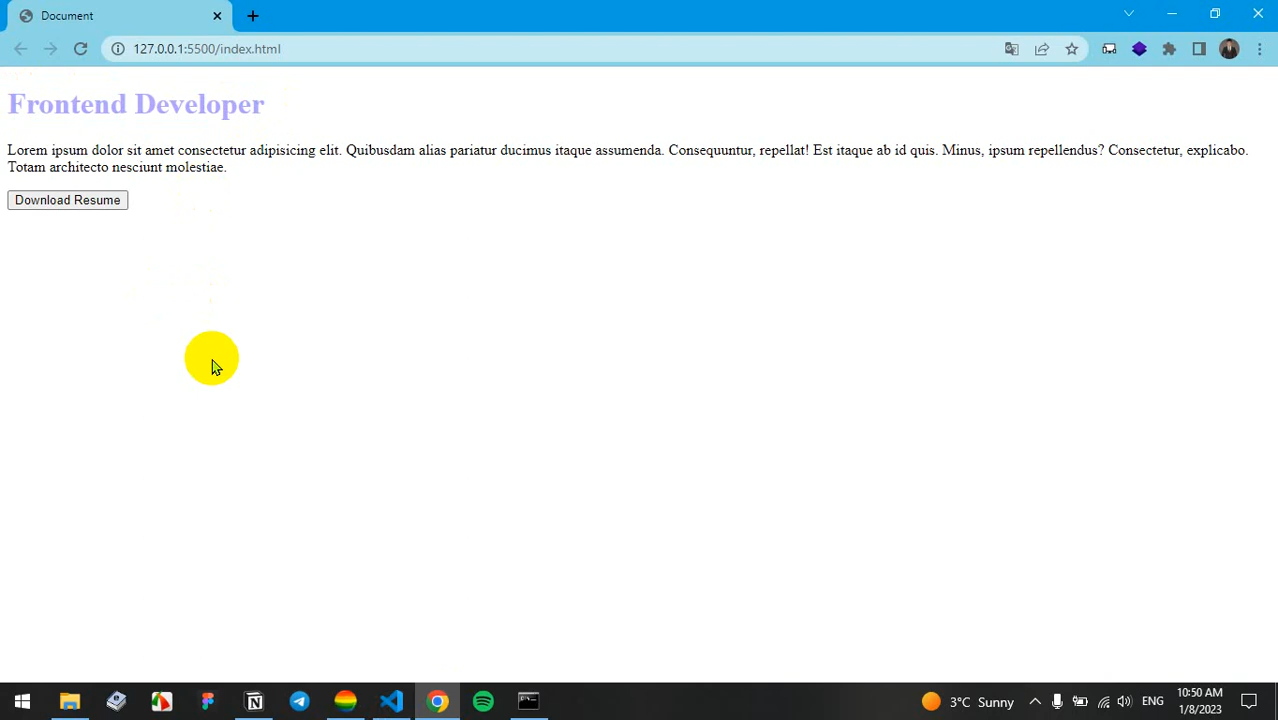 Document
127.0.0.1:5500/index.html
Frontend Developer
Lorem ipsum dolor sit amet consectetur adipisicing elit. Quibusdam alias pariatur ducimus itaque assumenda. Consequuntur, repellat! Est itaque ab id quis. Minus, ipsum repellendus? Consectetur, explicabo.
Totam architecto nesciunt molestiae.
Download Resume
3°C Sunny
ENG
10:50 AM
1/8/2023